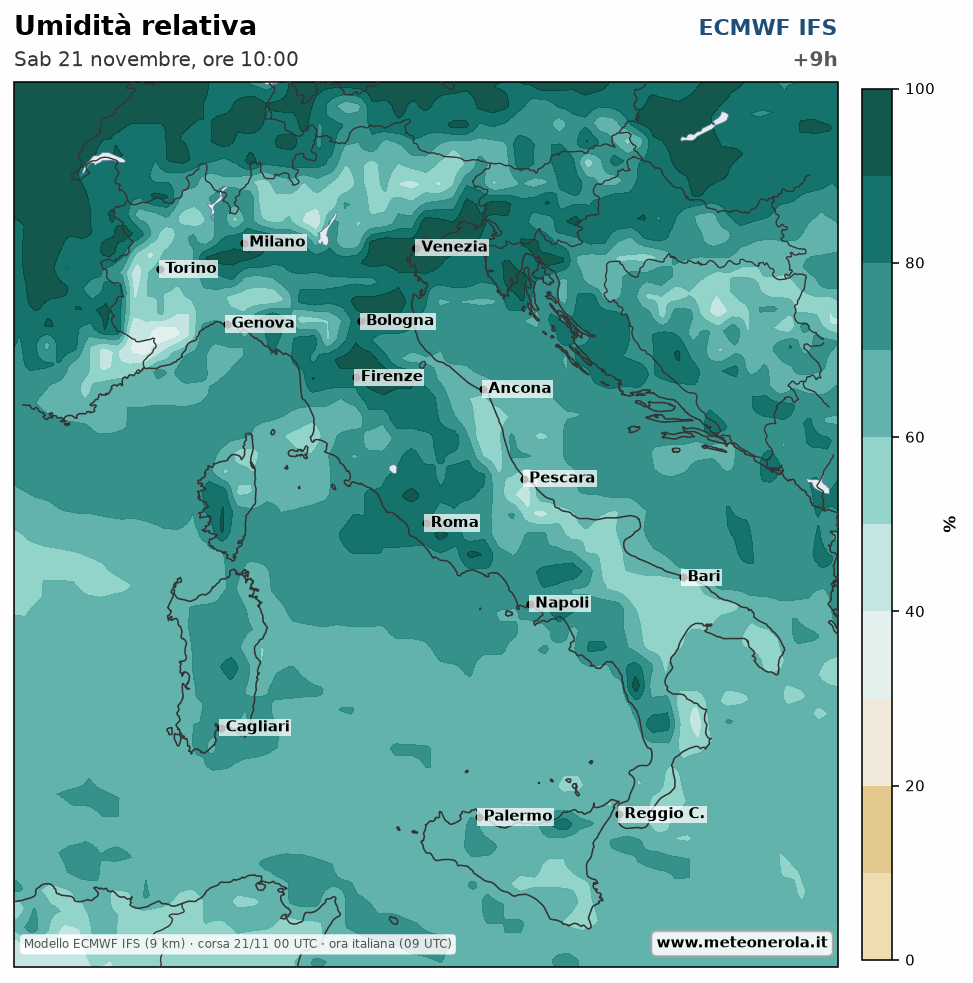 Umidità relativa
ECMWF IFS
Sab 21 novembre, ore 10:00
+9h
100
80
60
40
20
0
%
Milano
Venezia
Torino
Genova
Bologna
Firenze
Ancona
Pescara
Roma
Bari
Napoli
Cagliari
Palermo
Reggio C.
Modello ECMWF IFS (9 km) · corsa 21/11 00 UTC · ora italiana (09 UTC)
www.meteonerola.it